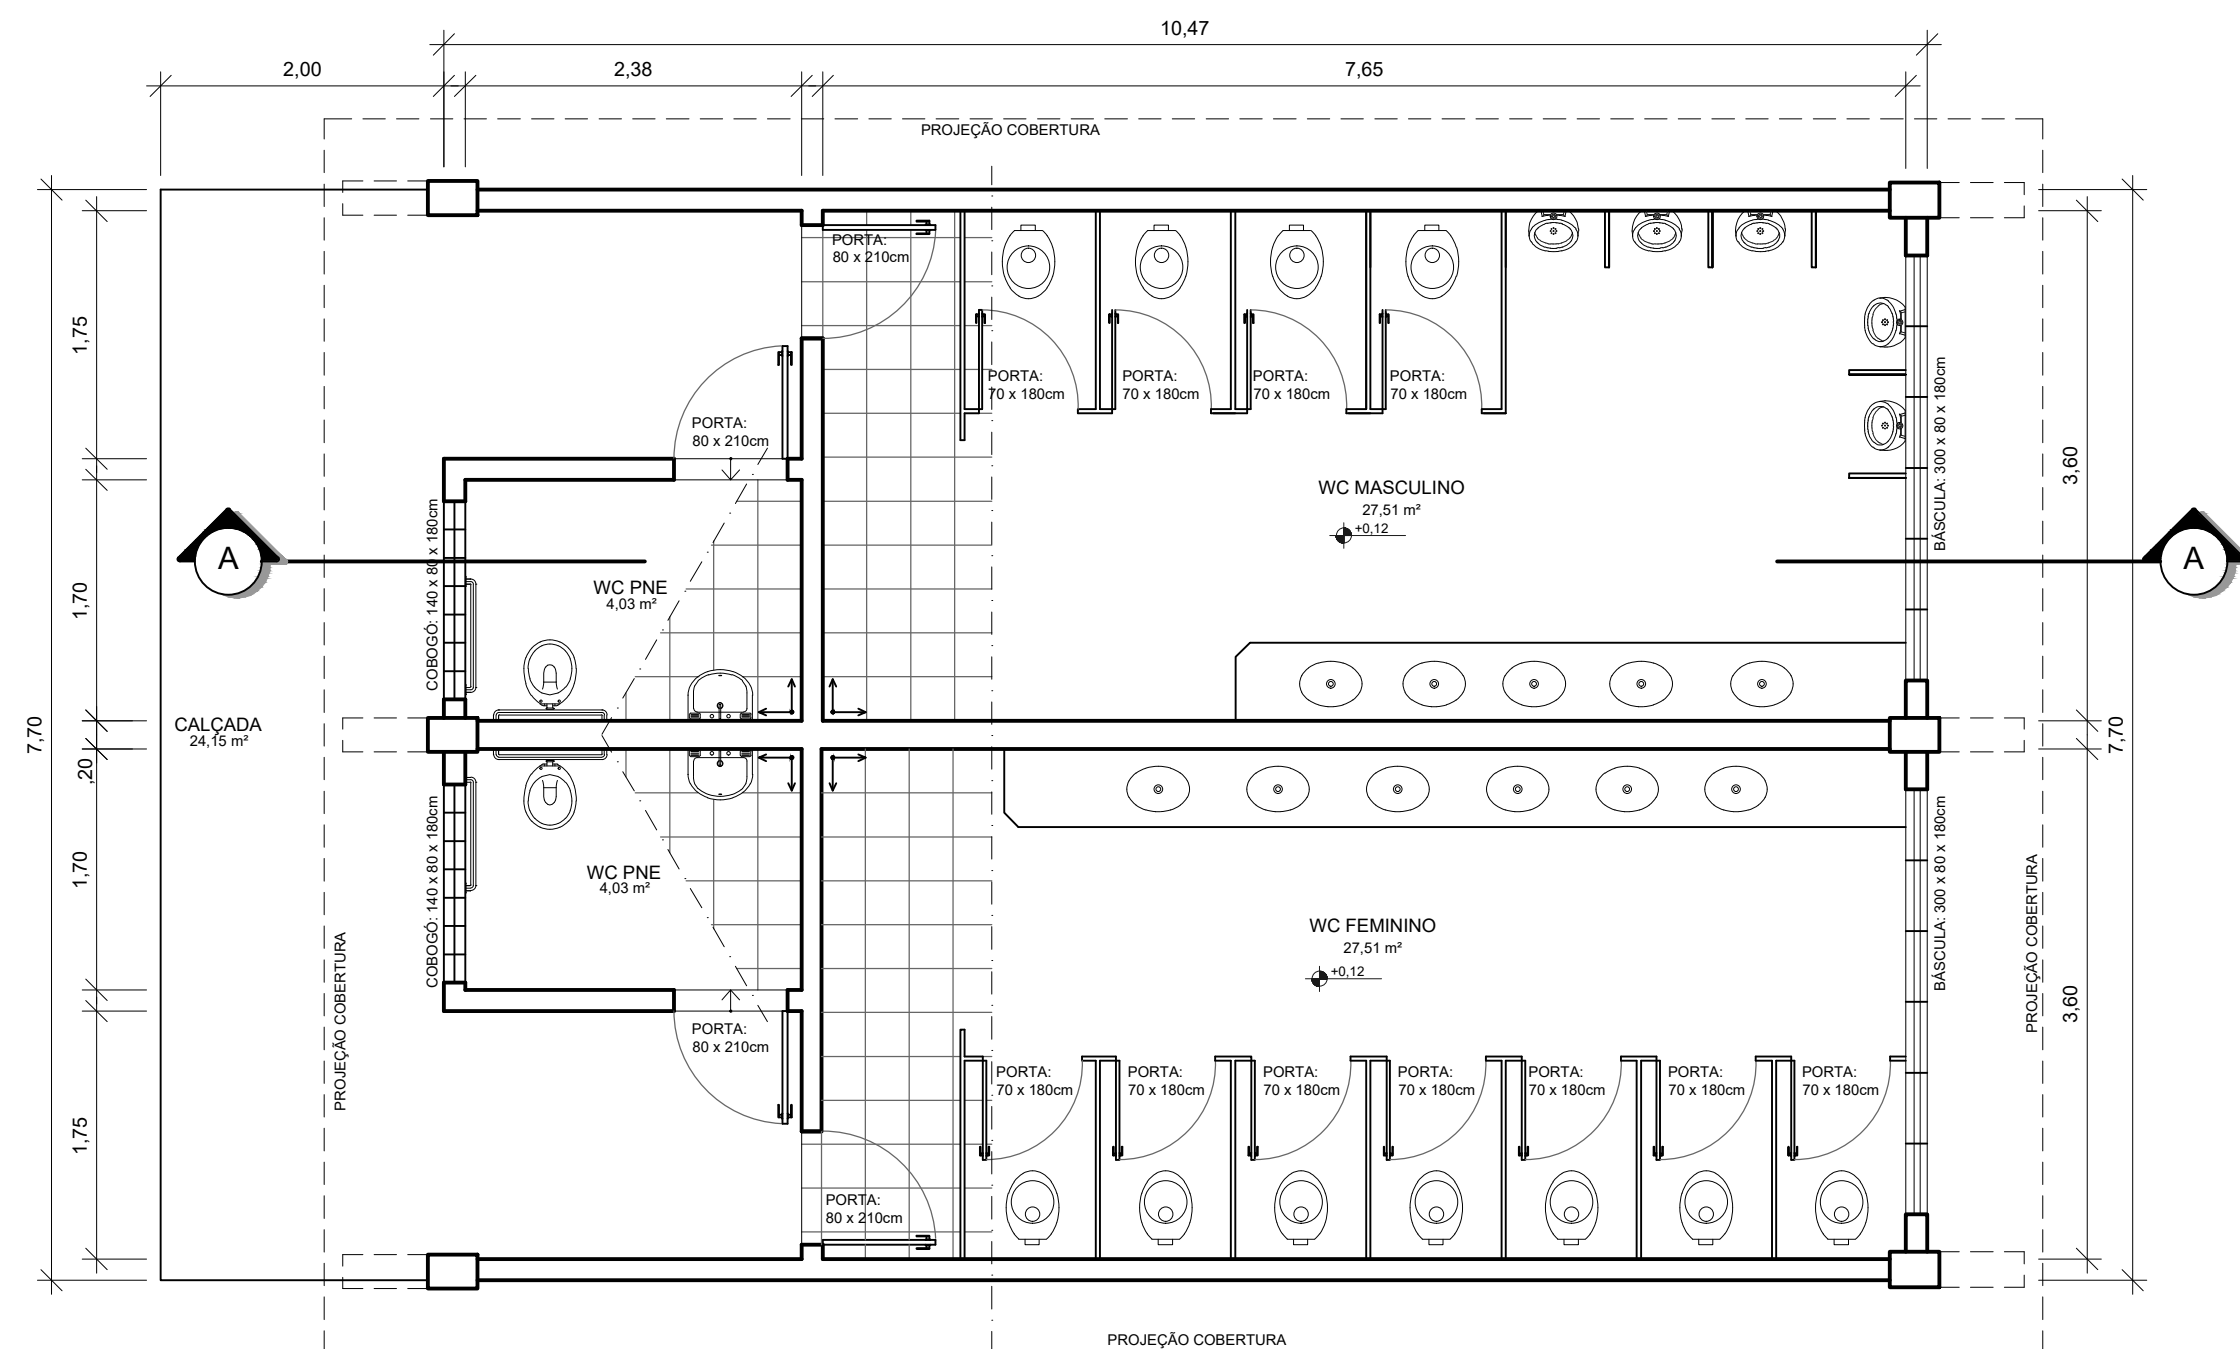 10,47
2,00
2,38
7,65
PROJEÇÃO COBERTURA
PORTA:
80 x 210cm
1,75
PORTA:
70 x 180cm
PORTA:
70 x 180cm
PORTA:
70 x 180cm
PORTA:
70 x 180cm
PORTA:
80 x 210cm
BÁSCULA: 300 x 80 x 180cm
3,60
WC MASCULINO
27,51 m²
+0,12
COBOGÓ: 140 x 80 x 180cm
A
A
WC PNE
4,03 m²
1,70
CALÇADA
24,15 m²
7,70
,20
7,70
COBOGÓ: 140 x 80 x 180cm
WC PNE
4,03 m²
1,70
WC FEMININO
27,51 m²
+0,12
BÁSCULA: 300 x 80 x 180cm
PROJEÇÃO COBERTURA
PROJEÇÃO COBERTURA
3,60
PORTA:
80 x 210cm
PORTA:
70 x 180cm
PORTA:
70 x 180cm
PORTA:
70 x 180cm
PORTA:
70 x 180cm
PORTA:
70 x 180cm
PORTA:
70 x 180cm
PORTA:
70 x 180cm
1,75
PORTA:
80 x 210cm
PROJEÇÃO COBERTURA